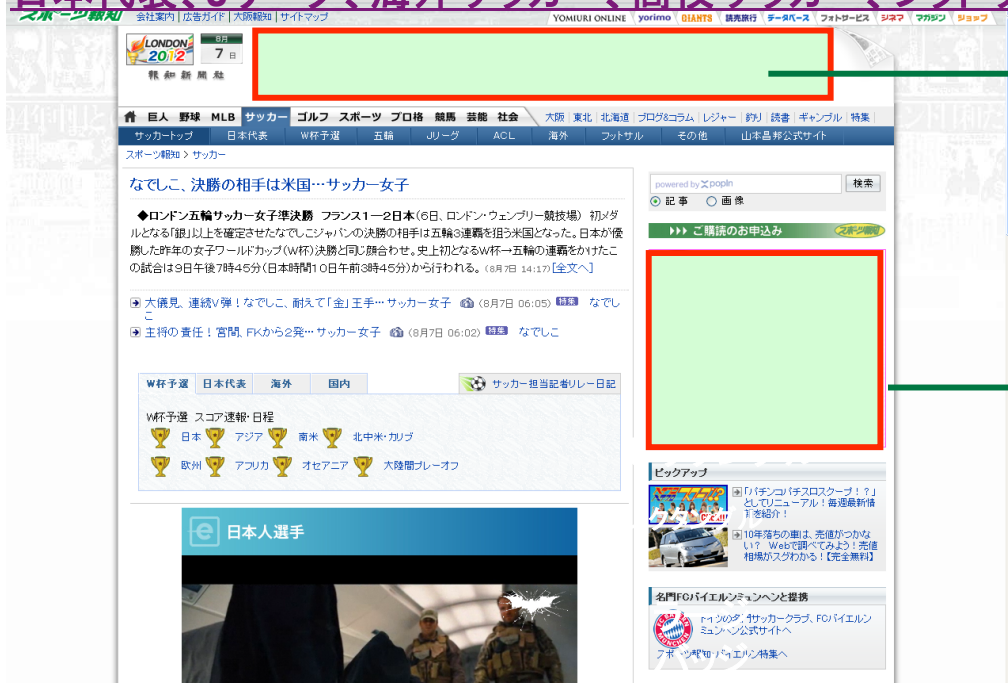 日本代表、Jリーグ、海外サッカー、高校サッカー、フットサ
スポーツ報知 会社案内 | 広告ガイド | 大阪報知 | サイトマップ
YOMIURI ONLINE yorimo GIANTS 読売旅行 データベース フォトサービス シネマ マガジン ショップ
LONDON 2012
8月
7 日
報知新聞社
巨人 野球 MLB サッカー ゴルフ スポーツ プロ格 競馬 芸能 社会 大阪 東北 北海道 ブログ&コラム レジャー 釣り 読書 ギャンブル 特集
サッカートップ 日本代表 W杯予選 五輪 Jリーグ ACL 海外 フットサル その他 山本昌邦公式サイト
スポーツ報知 > サッカー
なでしこ、決勝の相手は米国…サッカー女子
◆ロンドン五輪サッカー女子準決勝 フランス1―2日本(6日、ロンドン・ウェンブリー競技場) 初メダ
ルとなる「銀」以上を確定させたなでしこジャパンの決勝の相手は五輪3連覇を狙う米国となった。日本が優
勝した昨年の女子ワールドカップ(W杯)決勝と同じ顔合わせ。史上初となるW杯→五輪の連覇をかけたこ
の試合は9日午後7時45分(日本時間10日午前3時45分)から行われる。(8月7日 14:17)[全文へ]
大儀見、連続V弾!なでしこ、耐えて「金」王手…サッカー女子 (8月7日 06:05) 特集 なでし
こ
主将の責任!宮間、FKから2発…サッカー女子 (8月7日 06:02) 特集 なでしこ
W杯予選 日本代表 海外 国内 サッカー担当記者リレー日記
W杯予選 スコア速報・日程
日本 アジア 南米 北中米・カリブ
欧州 アフリカ オセアニア 大陸間プレーオフ
日本人選手
powered by popIn 検索
記事 画像
ご購読のお申込み スポーツ報知
ピックアップ
「パチンコパチスロスクープ!?」
としてリニューアル!毎週最新情
を紹介!
クタングル
10年落ちの車は、売値がつかな
い? Webで調べてみよう!売値
相場がスグわかる!【完全無料】
名門FCバイエルンミュンヘンと提携
サッカークラブ、FCバイエルン
ミュンヘン公式サイトへ
スポーツ報知・バイエルン特集へ